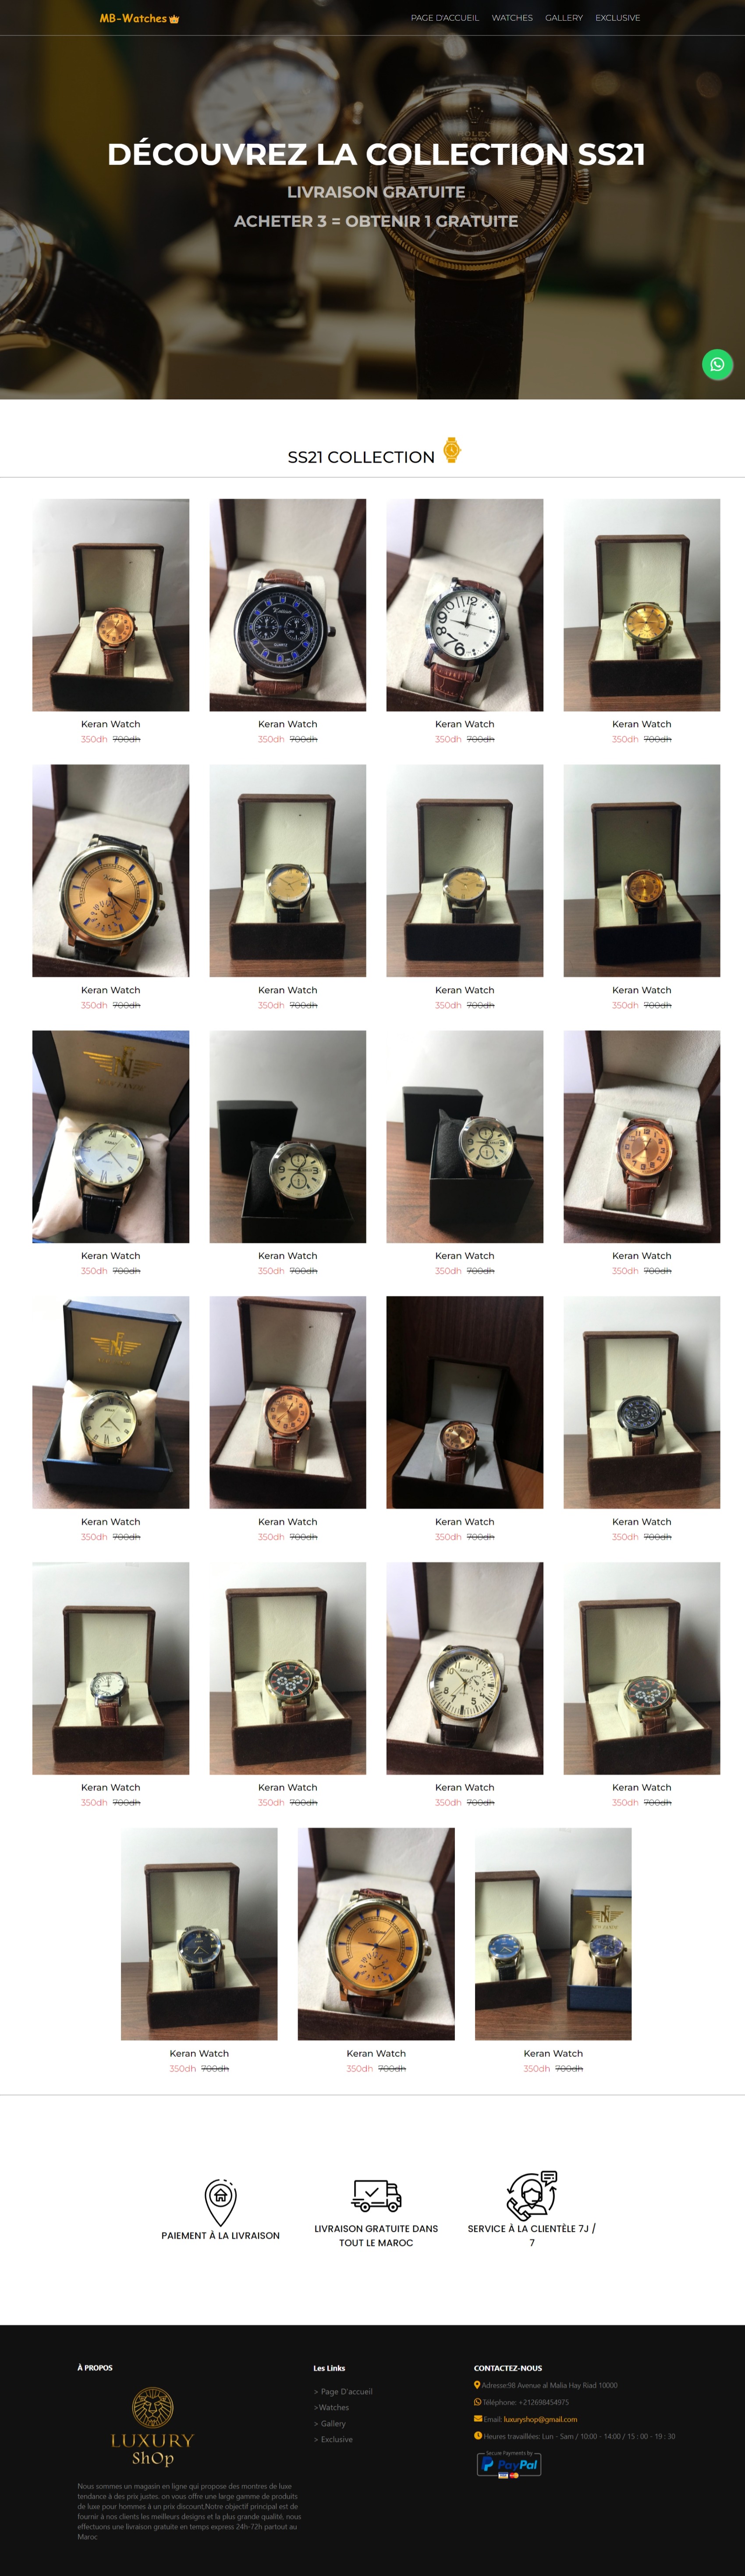 MB-Watches
PAGE D'ACCUEIL WATCHES GALLERY EXCLUSIVE
ROLEX
DÉCOUVREZ LA COLLECTION SS21
LIVRAISON GRATUITE
ACHETER 3 = OBTENIR 1 GRATUITE
SS21 COLLECTION
Keran Watch Keran Watch Keran Watch Keran Watch
350dh 700dh 350dh 700dh 350dh 700dh 350dh 700dh
Keran Watch Keran Watch Keran Watch Keran Watch
350dh 700dh 350dh 700dh 350dh 700dh 350dh 700dh
Keran Watch Keran Watch Keran Watch Keran Watch
350dh 700dh 350dh 700dh 350dh 700dh 350dh 700dh
Keran Watch Keran Watch Keran Watch Keran Watch
350dh 700dh 350dh 700dh 350dh 700dh 350dh 700dh
Keran Watch Keran Watch Keran Watch Keran Watch
350dh 700dh 350dh 700dh 350dh 700dh 350dh 700dh
Keran Watch Keran Watch Keran Watch
350dh 700dh 350dh 700dh 350dh 700dh
PAIEMENT À LA LIVRAISON
LIVRAISON GRATUITE DANS
TOUT LE MAROC
SERVICE À LA CLIENTÈLE 7J /
7
À PROPOS
LUXURY
ShOp
Nous sommes un magasin en ligne qui propose des montres de luxe
tendance à des prix justes. on vous offre une large gamme de produits
de luxe pour hommes à un prix discount,Notre objectif principal est de
fournir à nos clients les meilleurs designs et la plus grande qualité, nous
effectuons une livraison gratuite en temps express 24h-72h partout au
Maroc
Les Links
> Page D'accueil
>Watches
> Gallery
> Exclusive
CONTACTEZ-NOUS
Adresse:98 Avenue al Malia Hay Riad 10000
Téléphone: +212698454975
Email: luxuryshop@gmail.com
Heures travaillées: Lun - Sam / 10:00 - 14:00 / 15 : 00 - 19 : 30
Secure Payments by
PayPal